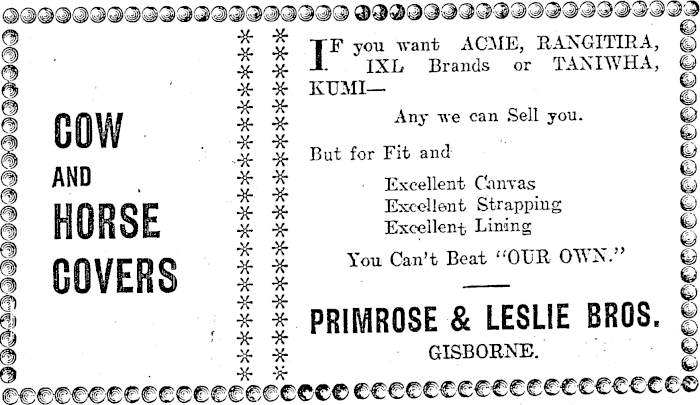 COW
AND
HORSE
COVERS
IF you want ACME, RANGITIRA,
IXL Brands or TANIWHA,
KUMI—
Any we can Sell you.
But for Fit and
Excellent Canvas
Excellent Strapping
Excellent Lining
You Can't Beat "OUR OWN."
PRIMROSE & LESLIE BROS.
GISBORNE.